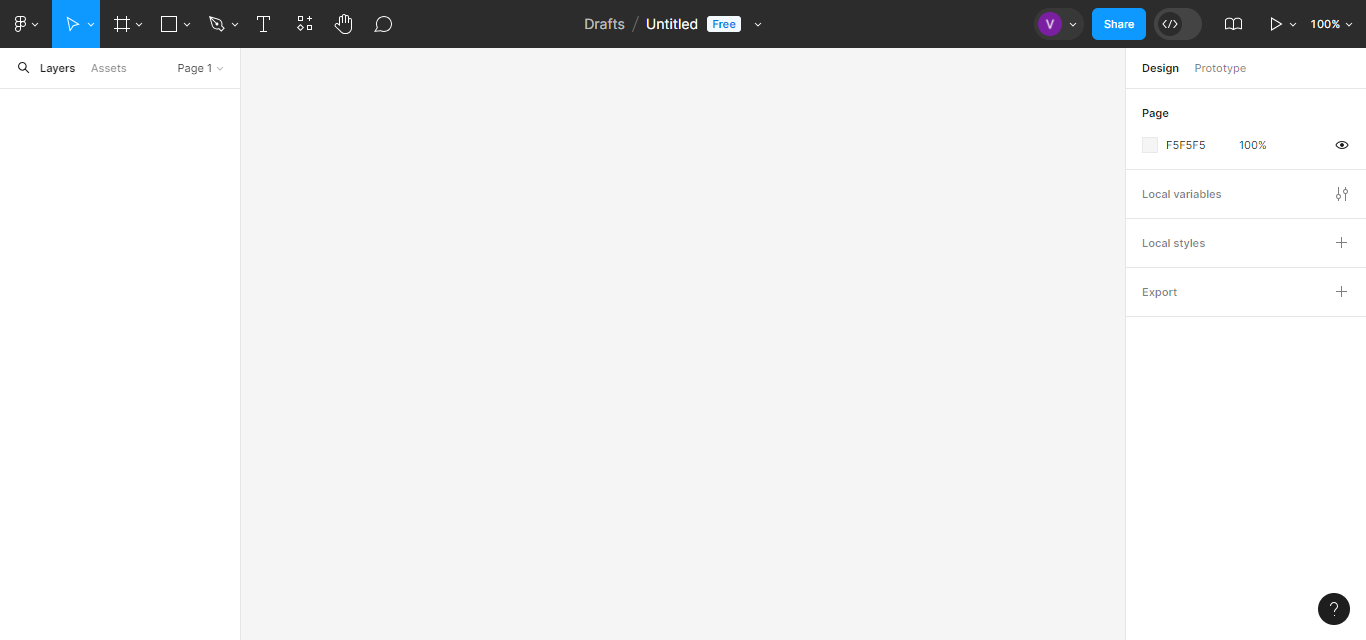 Drafts / Untitled Free
V Share </> 100%
Layers Assets Page 1
Design Prototype
Page
F5F5F5 100%
Local variables
Local styles
Export
?